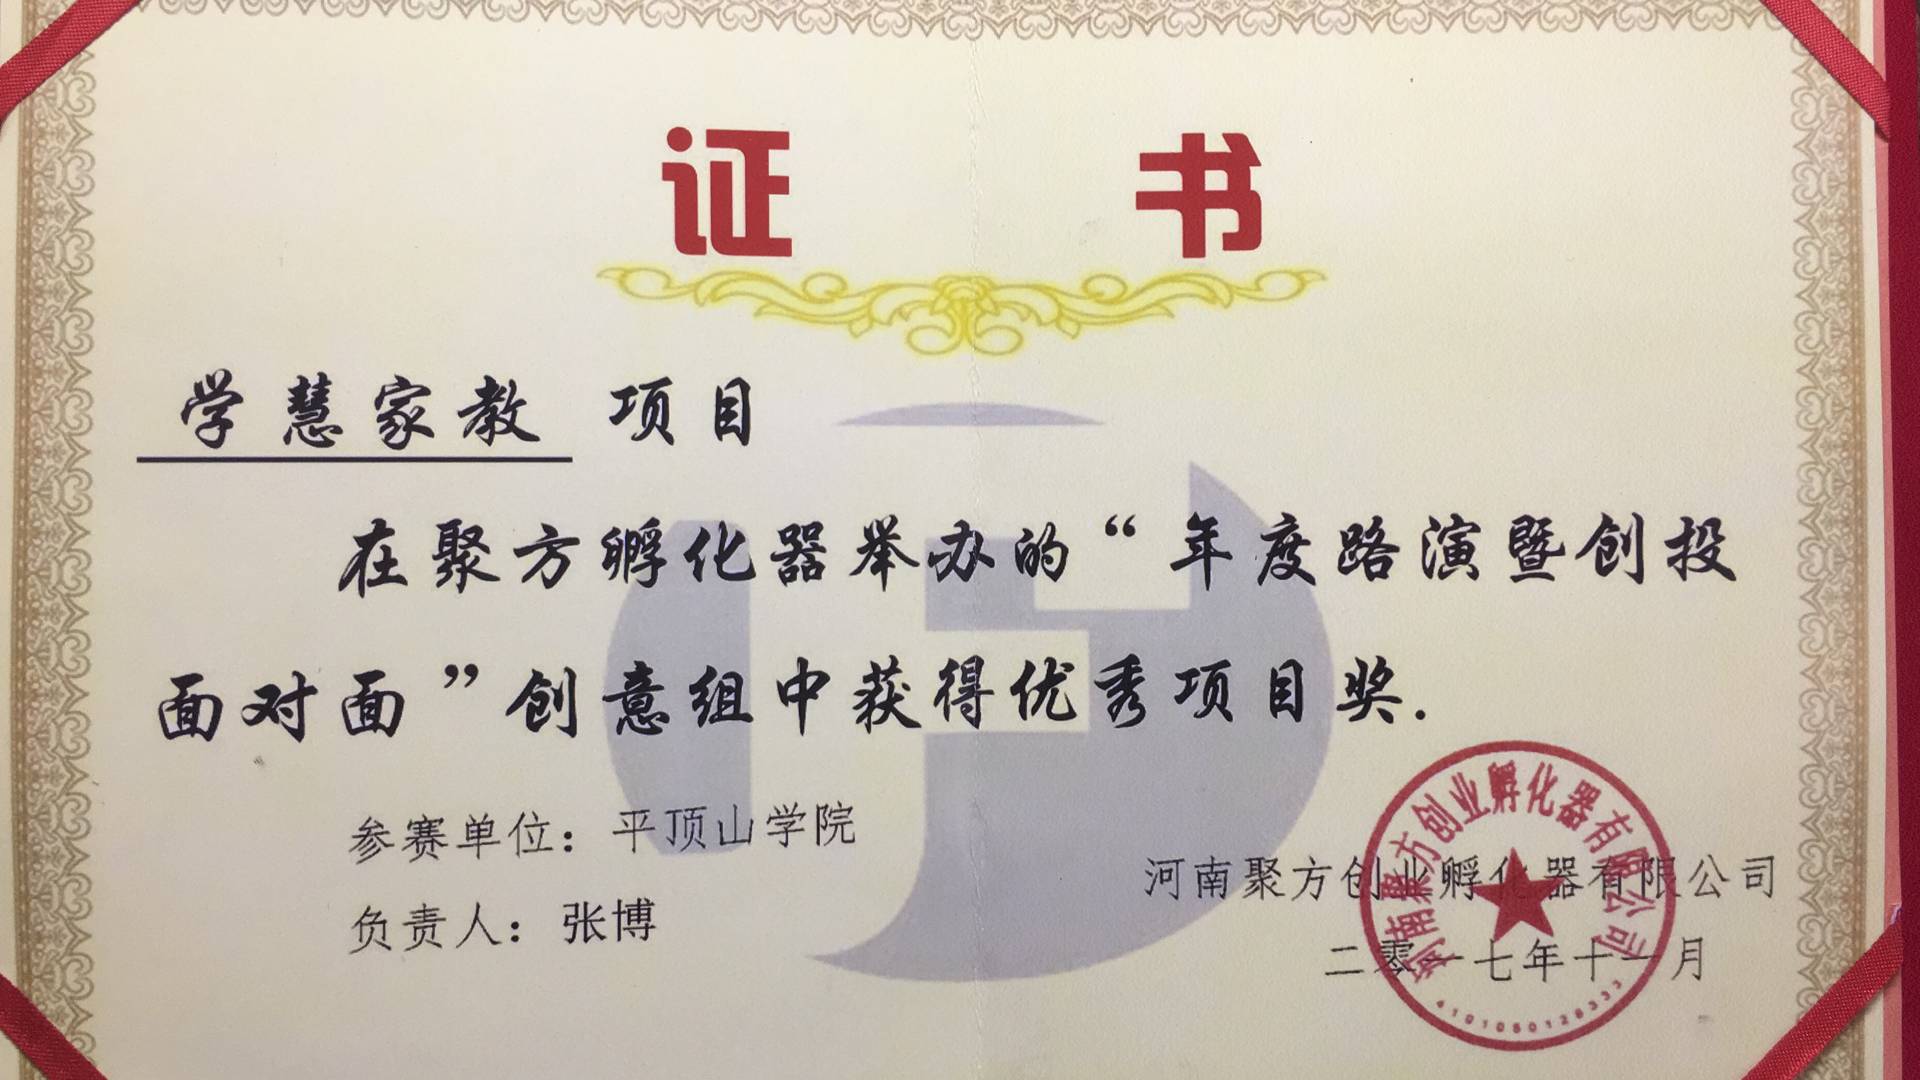 证书
学慧家教 项目
在聚方孵化器举办的“年度路演暨创投
面对面”创意组中获得优秀项目奖.
参赛单位：平顶山学院
负责人：张博
河南聚方创业孵化器有限公司
二零一七年十一月
河南聚方创业孵化器有限公司